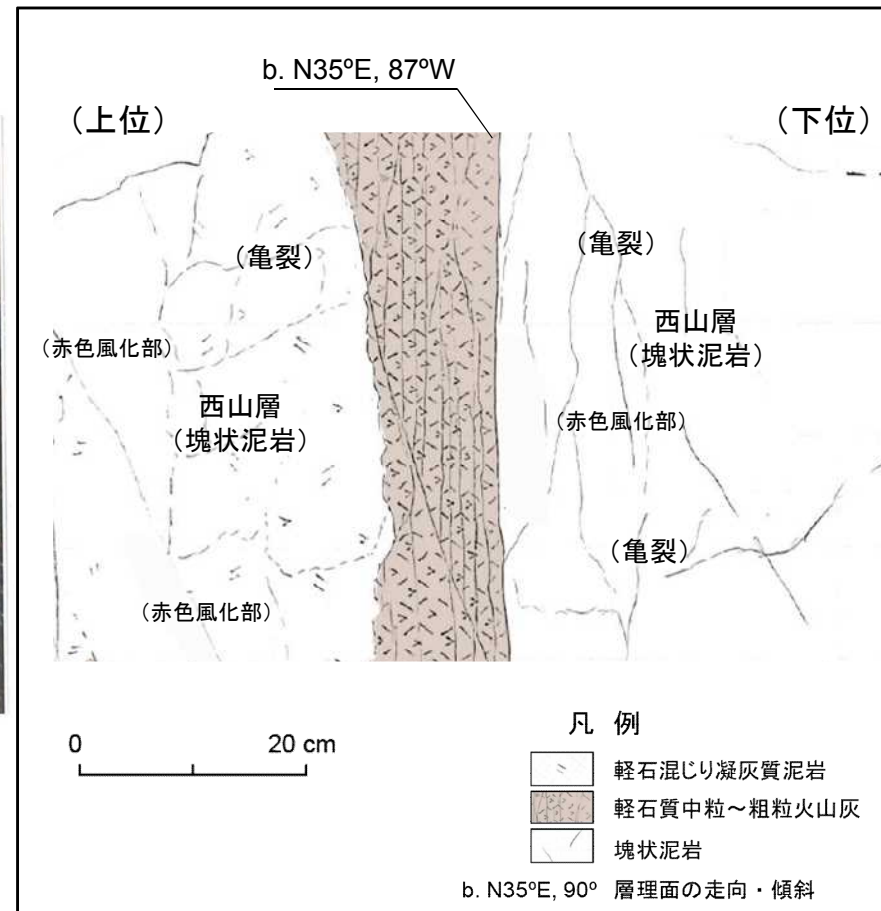 b. N35ºE, 87ºW
（上位）
（下位）
（亀裂）
（亀裂）
西山層
（塊状泥岩）
（赤色風化部）
西山層
（塊状泥岩）
（赤色風化部）
（亀裂）
（赤色風化部）
0 20 cm
凡 例
軽石混じり凝灰質泥岩
軽石質中粒～粗粒火山灰
塊状泥岩
b. N35ºE, 90º 層理面の走向・傾斜